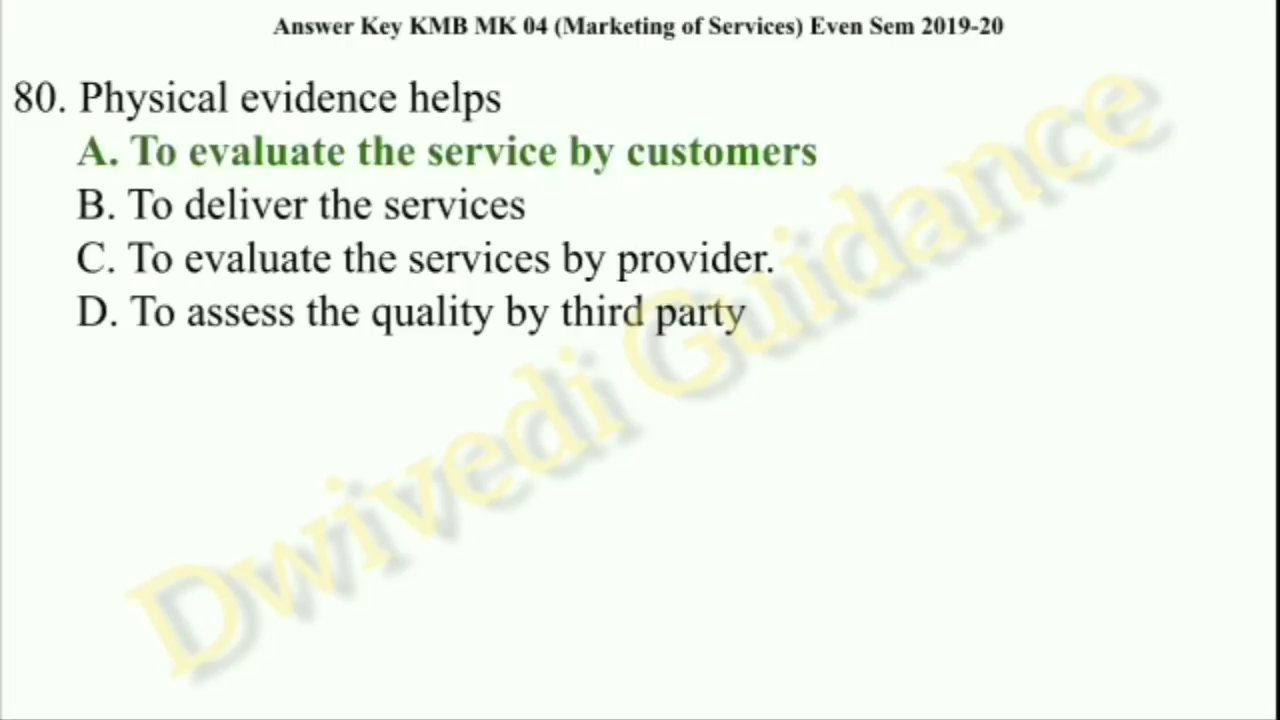 Answer Key KMB MK 04 (Marketing of Services) Even Sem 2019-20
80. Physical evidence helps
A. To evaluate the service by customers
B. To deliver the services
C. To evaluate the services by provider.
D. To assess the quality by third party
Dwivedi Guidance